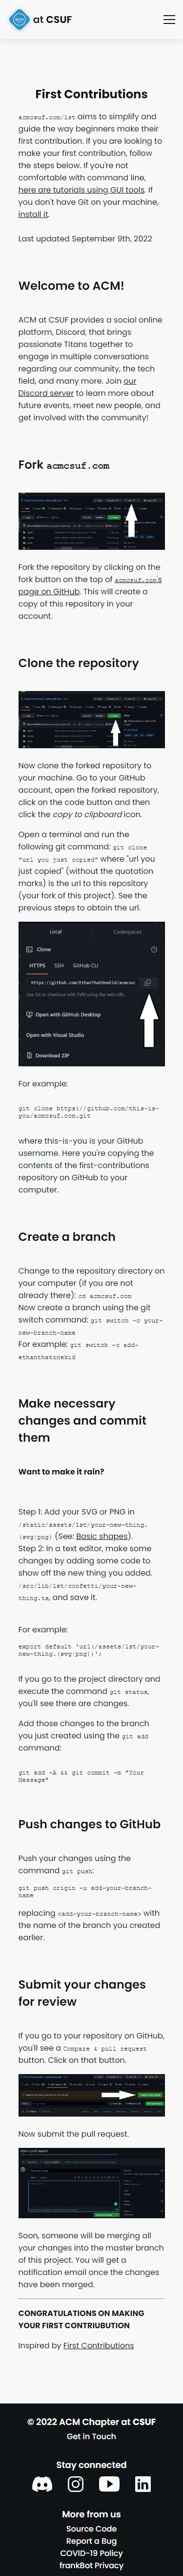 at CSUF
First Contributions
acmcsuf.com/1st aims to simplify and
guide the way beginners make their
first contribution. If you are looking to
make your first contribution, follow
the steps below. If you're not
comfortable with command line,
here are tutorials using GUI tools. If
you don't have Git on your machine,
install it.
Last updated September 9th, 2022
Welcome to ACM!
ACM at CSUF provides a social online
platform, Discord, that brings
passionate Titans together to
engage in multiple conversations
regarding our community, the tech
field, and many more. Join our
Discord server to learn more about
future events, meet new people, and
get involved with the community!
Fork acmcsuf.com
Fork the repository by clicking on the
fork button on the top of acmcsuf.com's
page on GitHub. This will create a
copy of this repository in your
account.
Clone the repository
Now clone the forked repository to
your machine. Go to your GitHub
account, open the forked repository,
click on the code button and then
click the copy to clipboard icon.
Open a terminal and run the
following git command: git clone
"url you just copied" where "url you
just copied" (without the quotation
marks) is the url to this repository
(your fork of this project). See the
previous steps to obtain the url.
Local Codespaces
Clone
HTTPS SSH GitHub CLI
https://github.com/EthanThatOneKid/acmcsu
Use Git or checkout with SVN using the web URL.
Open with GitHub Desktop
Open with Visual Studio
Download ZIP
For example:
git clone https://github.com/this-is-
you/acmcsuf.com.git
where this-is-you is your GitHub
username. Here you're copying the
contents of the first-contributions
repository on GitHub to your
computer.
Create a branch
Change to the repository directory on
your computer (if you are not
already there): cd acmcsuf.com
Now create a branch using the git
switch command: git switch -c your-
new-branch-name
For example: git switch -c add-
ethanthatonekid
Make necessary
changes and commit
them
Want to make it rain?
Step 1: Add your SVG or PNG in
/static/assets/1st/your-new-thing.
(svg|png) (See: Basic shapes).
Step 2: In a text editor, make some
changes by adding some code to
show off the new thing you added.
/src/lib/1st/confetti/your-new-
thing.ts, and save it.
For example:
export default 'url(/assets/1st/your-
new-thing.(svg|png))';
If you go to the project directory and
execute the command git status,
you'll see there are changes.
Add those changes to the branch
you just created using the git add
command:
git add -A && git commit -m "Your
Message"
Push changes to GitHub
Push your changes using the
command git push:
git push origin -u add-your-branch-
name
replacing <add-your-branch-name> with
the name of the branch you created
earlier.
Submit your changes
for review
If you go to your repository on GitHub,
you'll see a Compare & pull request
button. Click on that button.
Now submit the pull request.
Soon, someone will be merging all
your changes into the master branch
of this project. You will get a
notification email once the changes
have been merged.
CONGRATULATIONS ON MAKING
YOUR FIRST CONTRIUBUTION
Inspired by First Contributions
© 2022 ACM Chapter at CSUF
Get in Touch
Stay connected
More from us
Source Code
Report a Bug
COVID-19 Policy
frankBot Privacy